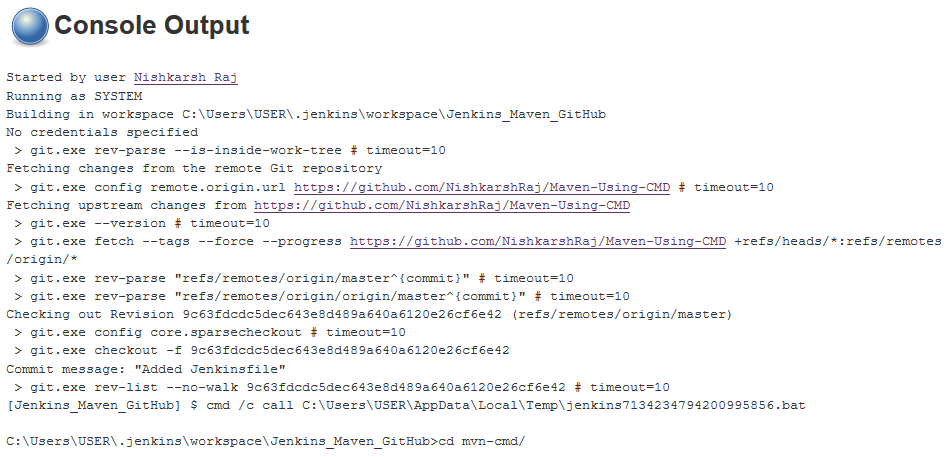 Console Output
Started by user Nishkarsh Raj
Running as SYSTEM
Building in workspace C:\Users\USER\.jenkins\workspace\Jenkins_Maven_GitHub
No credentials specified
 > git.exe rev-parse --is-inside-work-tree # timeout=10
Fetching changes from the remote Git repository
 > git.exe config remote.origin.url https://github.com/NishkarshRaj/Maven-Using-CMD # timeout=10
Fetching upstream changes from https://github.com/NishkarshRaj/Maven-Using-CMD
 > git.exe --version # timeout=10
 > git.exe fetch --tags --force --progress https://github.com/NishkarshRaj/Maven-Using-CMD +refs/heads/*:refs/remotes
/origin/*
 > git.exe rev-parse "refs/remotes/origin/master^{commit}" # timeout=10
 > git.exe rev-parse "refs/remotes/origin/origin/master^{commit}" # timeout=10
Checking out Revision 9c63fdcdc5dec643e8d489a640a6120e26cf6e42 (refs/remotes/origin/master)
 > git.exe config core.sparsecheckout # timeout=10
 > git.exe checkout -f 9c63fdcdc5dec643e8d489a640a6120e26cf6e42
Commit message: "Added Jenkinsfile"
 > git.exe rev-list --no-walk 9c63fdcdc5dec643e8d489a640a6120e26cf6e42 # timeout=10
[Jenkins_Maven_GitHub] $ cmd /c call C:\Users\USER\AppData\Local\Temp\jenkins7134234794200995856.bat
C:\Users\USER\.jenkins\workspace\Jenkins_Maven_GitHub>cd mvn-cmd/